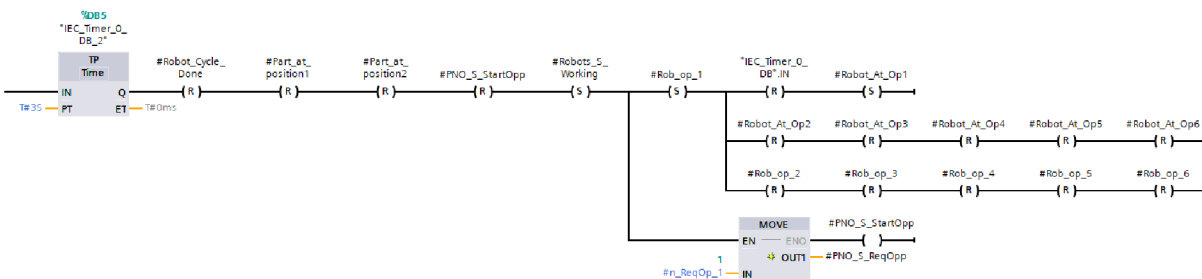 %DB5
"IEC_Timer_0_
DB_2"
TP
Time
IN
Q
T#3S
PT
ET
T#0ms
#Robot_Cycle_
Done
R
#Part_at_
position1
R
#Part_at_
position2
R
#PNO_S_StartOpp
R
#Robots_S_
Working
S
#Rob_op_1
S
"IEC_Timer_0_
DB".IN
R
#Robot_At_Op1
S
#Robot_At_Op2
R
#Robot_At_Op3
R
#Robot_At_Op4
R
#Robot_At_Op5
R
#Robot_At_Op6
R
#Rob_op_2
R
#Rob_op_3
R
#Rob_op_4
R
#Rob_op_5
R
#Rob_op_6
R
MOVE
EN
ENO
#PNO_S_StartOpp
OUT1
#PNO_S_ReqOpp
1
#n_ReqOp_1
IN